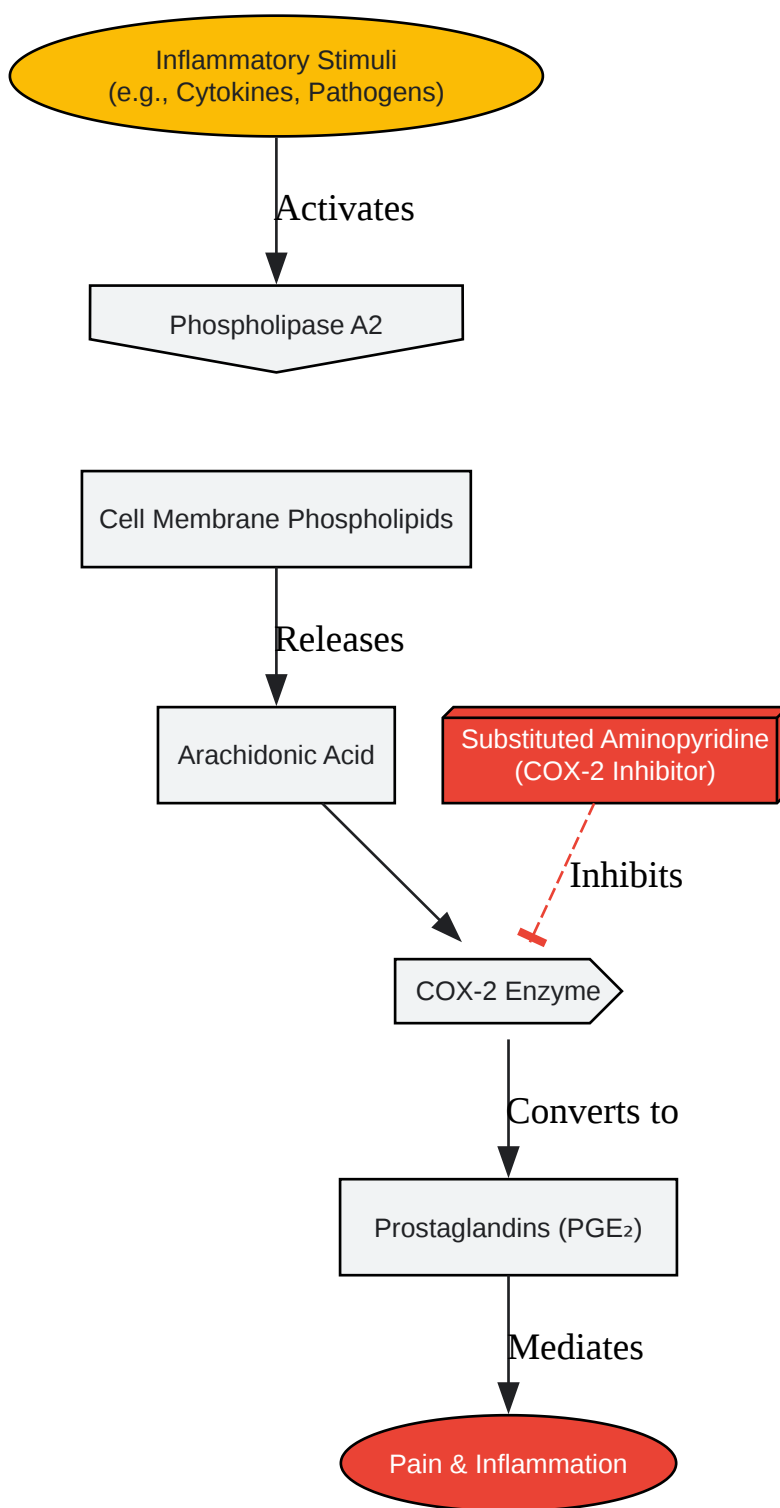 Inflammatory Stimuli
(e.g., Cytokines, Pathogens)
Activates
Phospholipase A2
Cell Membrane Phospholipids
Releases
Arachidonic Acid
Substituted Aminopyridine
(COX-2 Inhibitor)
Inhibits
COX-2 Enzyme
Converts to
Prostaglandins (PGE₂)
Mediates
Pain & Inflammation